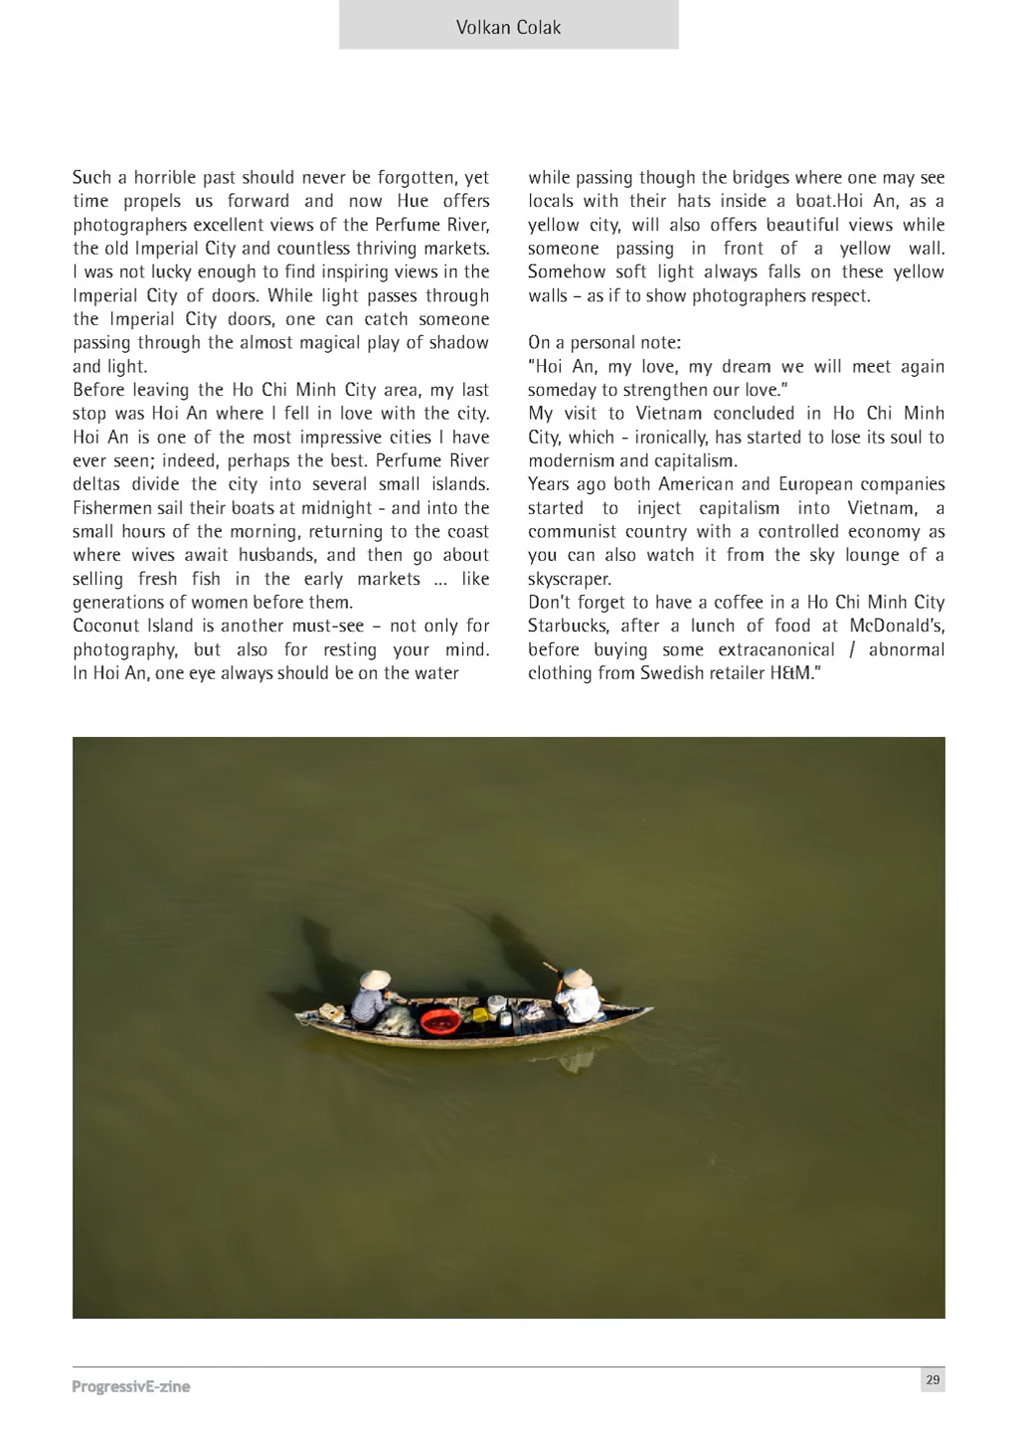 Volkan Colak
Such a horrible past should never be forgotten, yet
time propels us forward and now Hue offers
photographers excellent views of the Perfume River,
the old Imperial City and countless thriving markets.
I was not lucky enough to find inspiring views in the
Imperial City of doors. While light passes through
the Imperial City doors, one can catch someone
passing through the almost magical play of shadow
and light.
Before leaving the Ho Chi Minh City area, my last
stop was Hoi An where I fell in love with the city.
Hoi An is one of the most impressive cities I have
ever seen; indeed, perhaps the best. Perfume River
deltas divide the city into several small islands.
Fishermen sail their boats at midnight - and into the
small hours of the morning, returning to the coast
where wives await husbands, and then go about
selling fresh fish in the early markets ... like
generations of women before them.
Coconut Island is another must-see – not only for
photography, but also for resting your mind.
In Hoi An, one eye always should be on the water
while passing though the bridges where one may see
locals with their hats inside a boat.Hoi An, as a
yellow city, will also offers beautiful views while
someone passing in front of a yellow wall.
Somehow soft light always falls on these yellow
walls – as if to show photographers respect.
On a personal note:
"Hoi An, my love, my dream we will meet again
someday to strengthen our love."
My visit to Vietnam concluded in Ho Chi Minh
City, which - ironically, has started to lose its soul to
modernism and capitalism.
Years ago both American and European companies
started to inject capitalism into Vietnam, a
communist country with a controlled economy as
you can also watch it from the sky lounge of a
skyscraper.
Don't forget to have a coffee in a Ho Chi Minh City
Starbucks, after a lunch of food at McDonald's,
before buying some extracanonical / abnormal
clothing from Swedish retailer H&M."
ProgressivE-zine
29